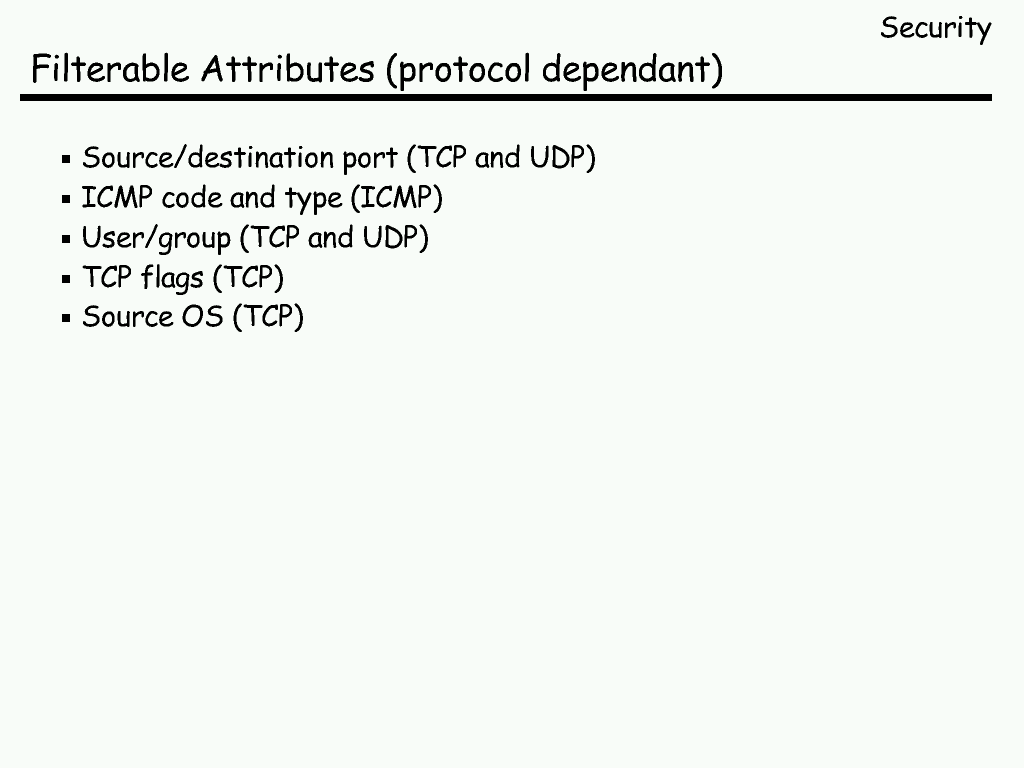 Security
Filterable Attributes (protocol dependant)
▪ Source/destination port (TCP and UDP)
▪ ICMP code and type (ICMP)
▪ User/group (TCP and UDP)
▪ TCP flags (TCP)
▪ Source OS (TCP)